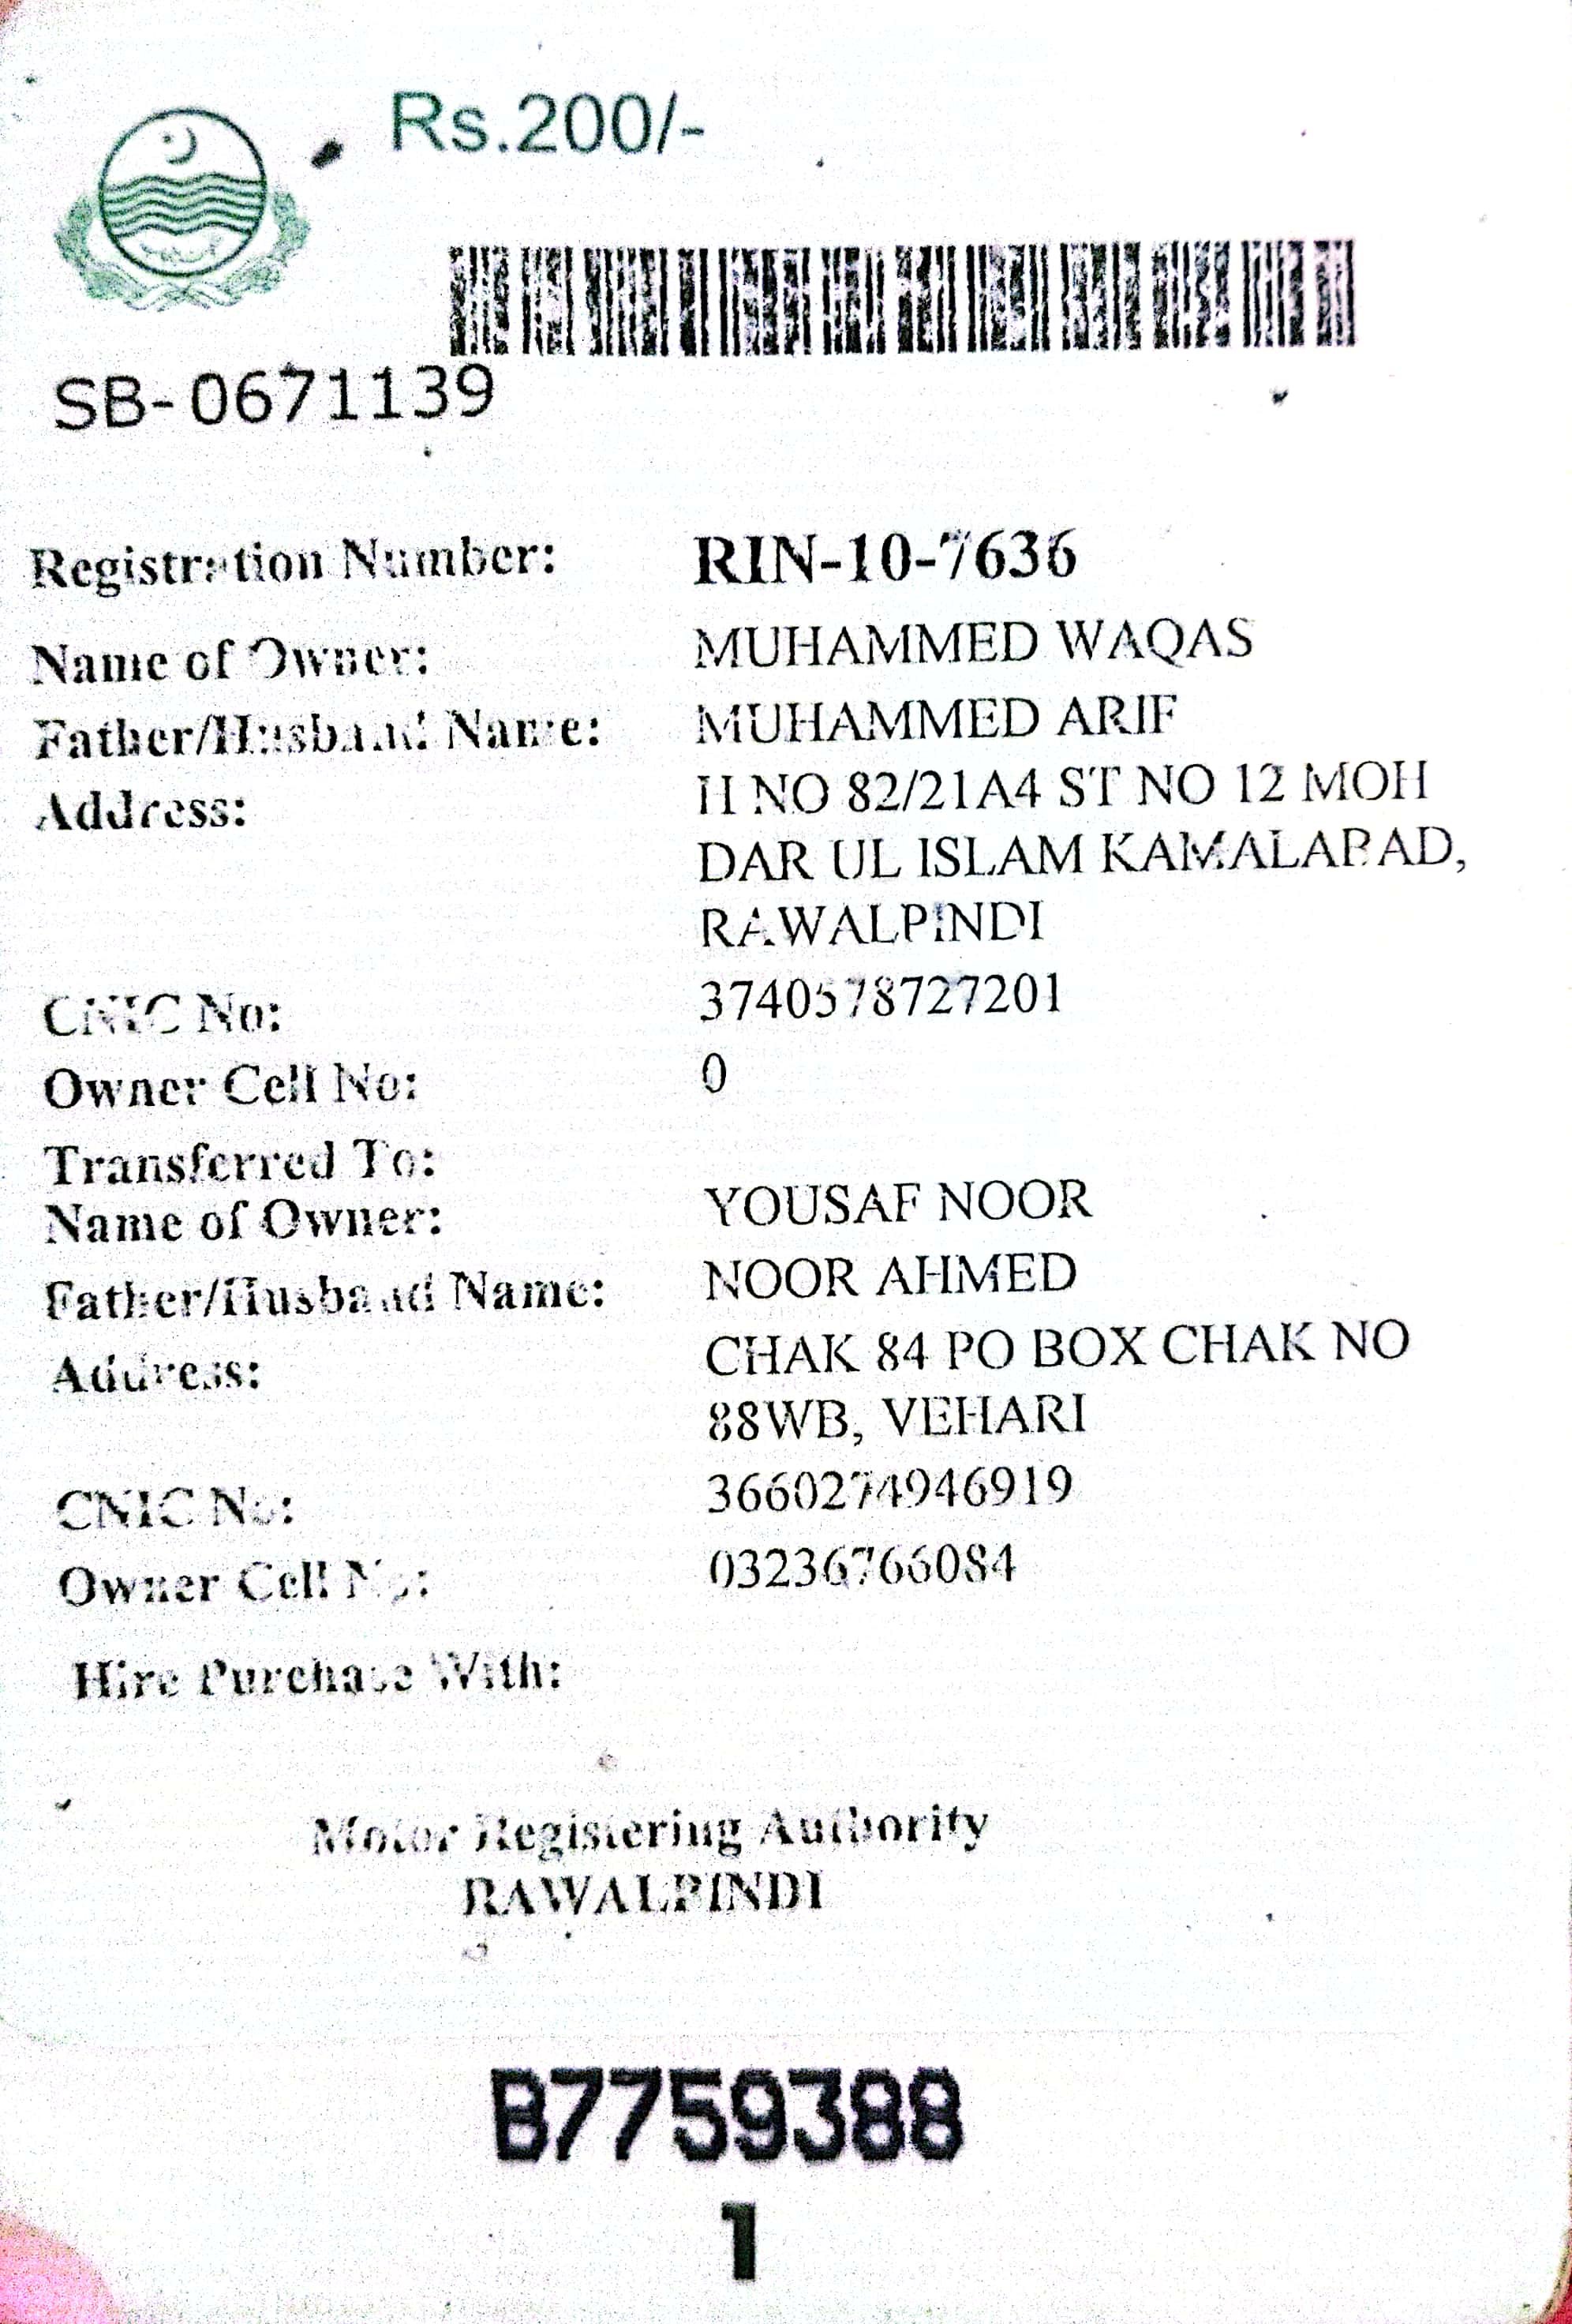 Rs.200/-
SB-0671139
Registration Number: RIN-10-7636
Name of Owner: MUHAMMED WAQAS
Father/Husband Name: MUHAMMED ARIF
Address: H NO 82/21A4 ST NO 12 MOH
DAR UL ISLAM KAMALABAD,
RAWALPINDI
CNIC No: 3740578727201
Owner Cell No: 0
Transferred To:
Name of Owner: YOUSAF NOOR
Father/Husband Name: NOOR AHMED
Address: CHAK 84 PO BOX CHAK NO
88WB, VEHARI
CNIC No: 3660274946919
Owner Cell No: 03236766084
Hire Purchase With:
Motor Registering Authority
RAWALPINDI
B7759388
1